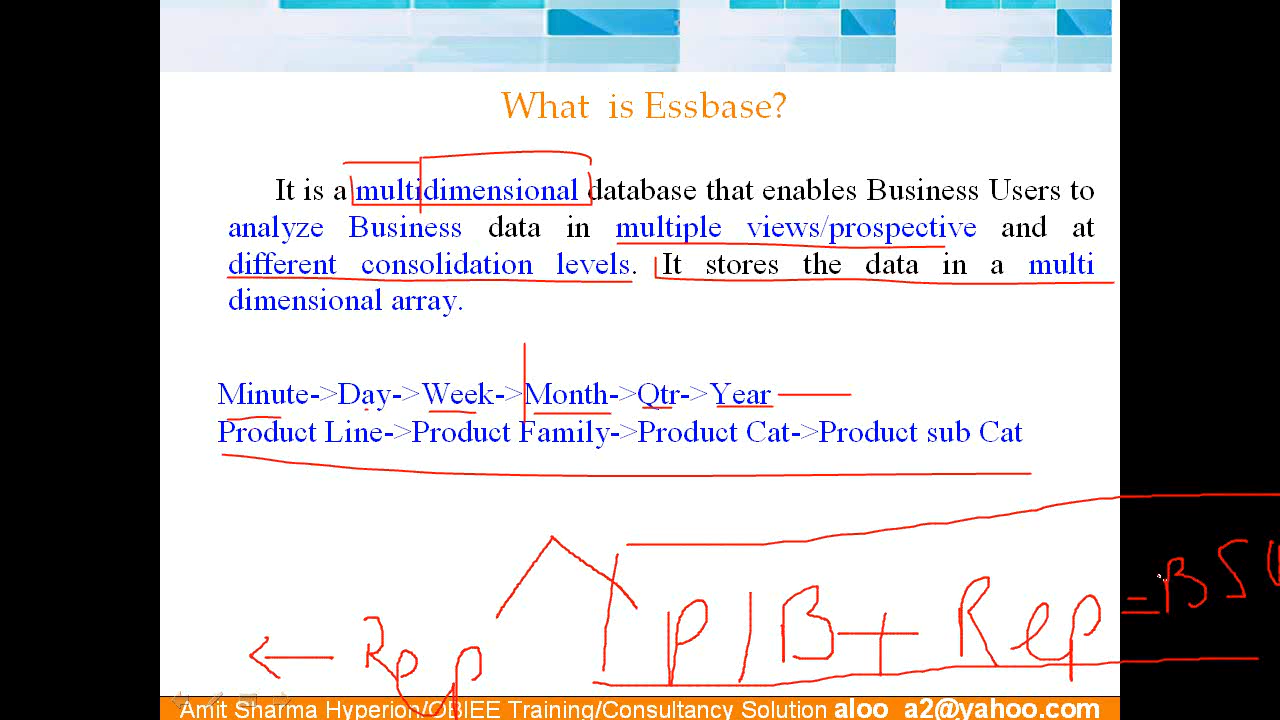 What is Essbase?
It is a multidimensional database that enables Business Users to
analyze Business data in multiple views/prospective and at
different consolidation levels. It stores the data in a multi
dimensional array.
Minute->Day->Week->Month->Qtr->Year
Product Line->Product Family->Product Cat->Product sub Cat
P/B+Rep=BS
← Rep
Amit Sharma Hyperion/OBIEE Training/Consultancy Solution aloo_a2@yahoo.com